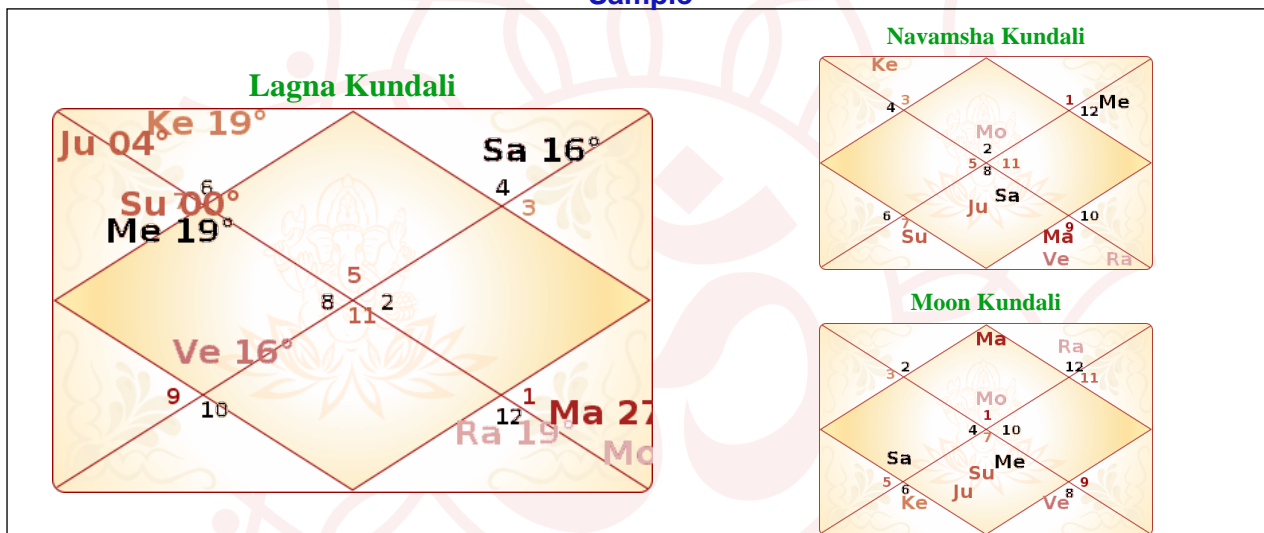 Sample
Lagna Kundali
Ke 19°
Ju 04°
Sa 16°
6
4
7
Su 00°
3
Me 19°
5
8
2
11
Ve 16°
9
10
1
12
Ma 27
Ra 19°
Mo
Navamsha Kundali
Ke
4
3
1
12
Me
Mo
2
5
11
8
Sa
Ju
6
7
10
9
Su
Ma
Ve
Ra
Moon Kundali
Ma
Ra
3
2
12
11
Mo
1
4
10
7
Sa
Me
Su
5
6
Ju
9
8
Ke
Ve